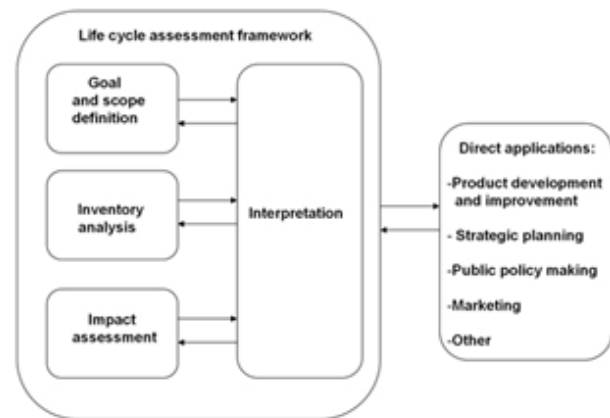 Life cycle assessment framework
Goal
and scope
definition
Inventory
analysis
Impact
assessment
Interpretation
Direct applications:
-Product development
and improvement
- Strategic planning
-Public policy making
-Marketing
-Other